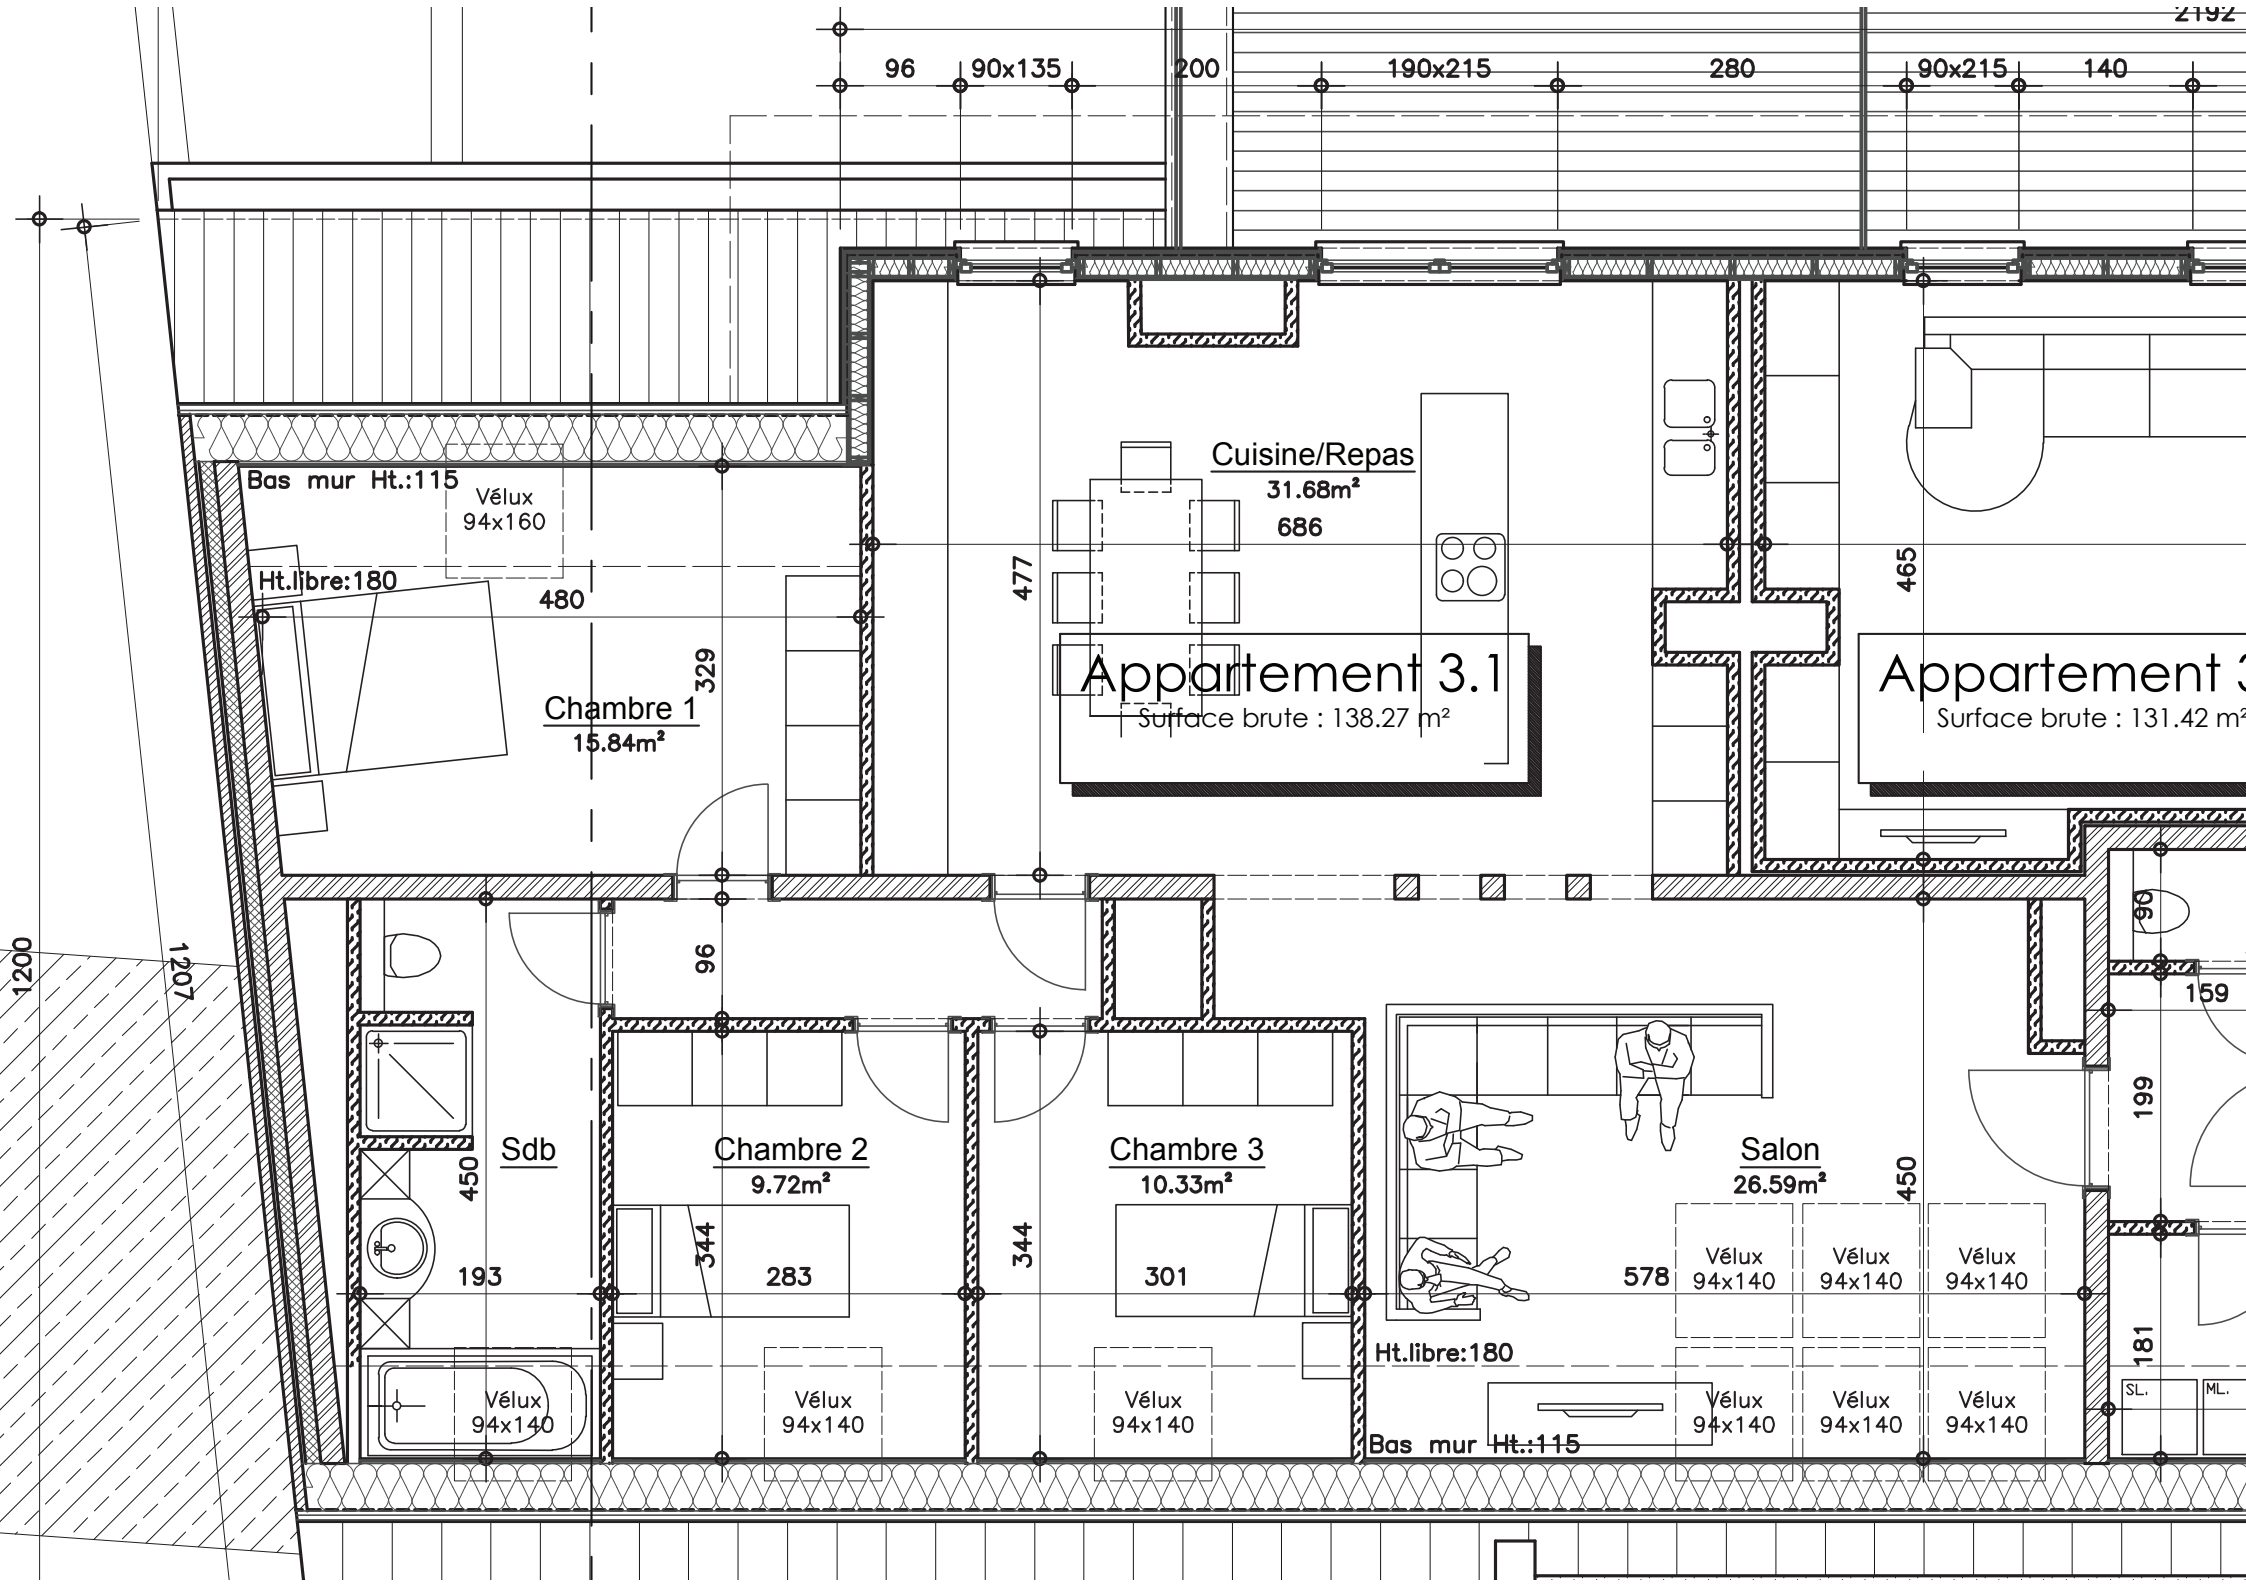 2192
96
90x135
200
190x215
280
90x215
140
Bas mur Ht.:115
Vélux
94x160
Ht.libre:180
480
329
Chambre 1
15.84m²
Cuisine/Repas
31.68m²
686
477
465
Appartement 3.1
Surface brute : 138.27 m²
Appartement 3
Surface brute : 131.42 m²
1200
1207
96
90
159
199
181
Sdb
450
193
Chambre 2
9.72m²
344
283
Chambre 3
10.33m²
344
301
Salon
26.59m²
450
578
Vélux
94x140
Vélux
94x140
Vélux
94x140
Ht.libre:180
Vélux
94x140
Vélux
94x140
Vélux
94x140
Vélux
94x140
Vélux
94x140
Vélux
94x140
Bas mur Ht.:115
SL.
ML.